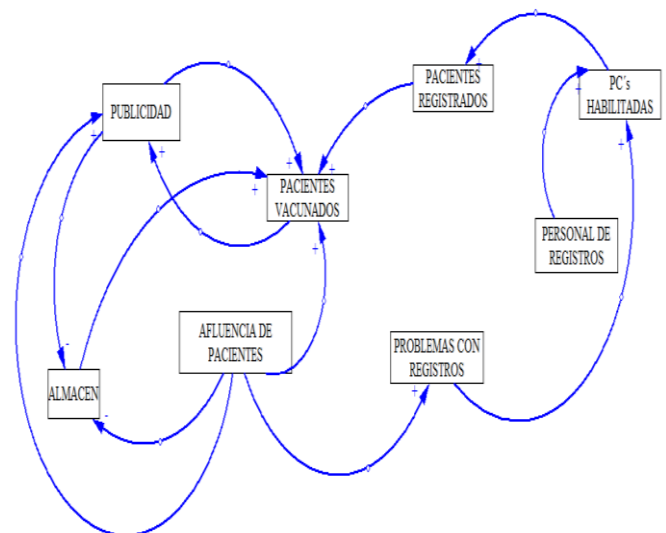 PACIENTES
REGISTRADOS
PC´s
HABILITADAS
PUBLICIDAD
PACIENTES
VACUNADOS
PERSONAL DE
REGISTROS
AFLUENCIA DE
PACIENTES
PROBLEMAS CON
REGISTROS
ALMACEN
+
+
+
+
+
+
+
+
+
+
+
-
-